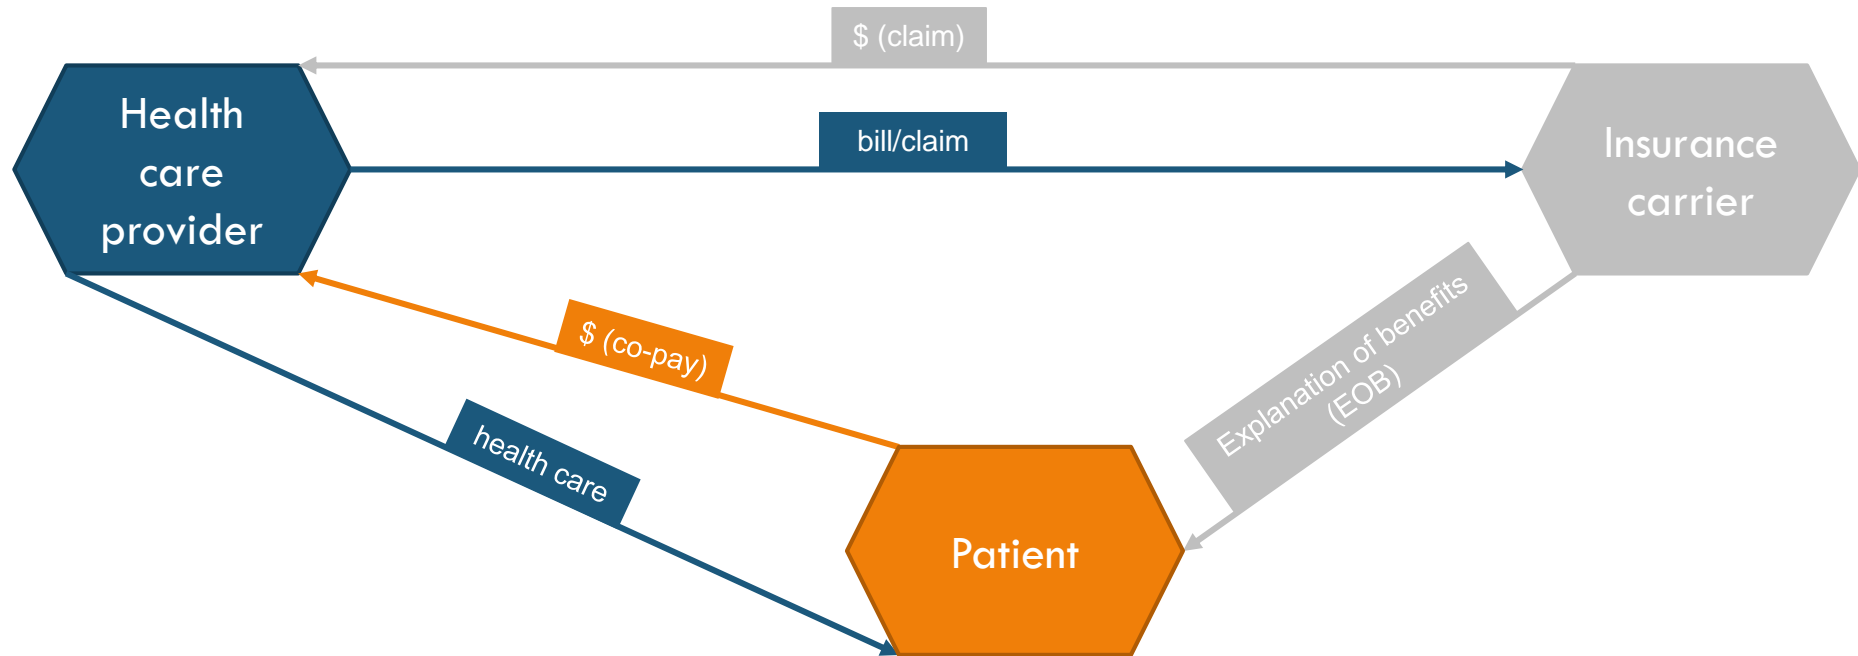 $ (claim)
Health
care
provider
bill/claim
Insurance
carrier
$ (co-pay)
Explanation of benefits
(EOB)
health care
Patient